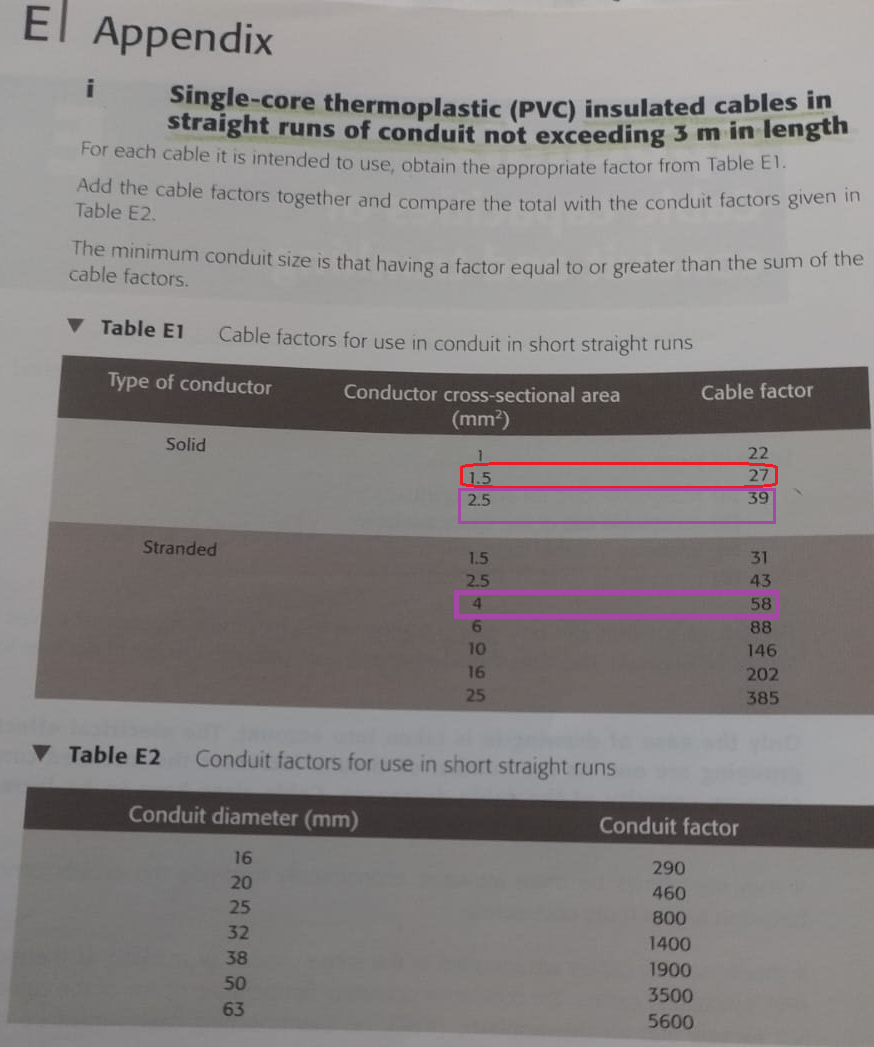 E Appendix
i Single-core thermoplastic (PVC) insulated cables in
straight runs of conduit not exceeding 3 m in length
For each cable it is intended to use, obtain the appropriate factor from Table E1.
Add the cable factors together and compare the total with the conduit factors given in
Table E2.
The minimum conduit size is that having a factor equal to or greater than the sum of the
cable factors.
▼ Table E1 Cable factors for use in conduit in short straight runs
Type of conductor Conductor cross-sectional area Cable factor
(mm²)
Solid
1 22
1.5 27
2.5 39
Stranded
1.5 31
2.5 43
4 58
6 88
10 146
16 202
25 385
▼ Table E2 Conduit factors for use in short straight runs
Conduit diameter (mm) Conduit factor
16 290
20 460
25 800
32 1400
38 1900
50 3500
63 5600